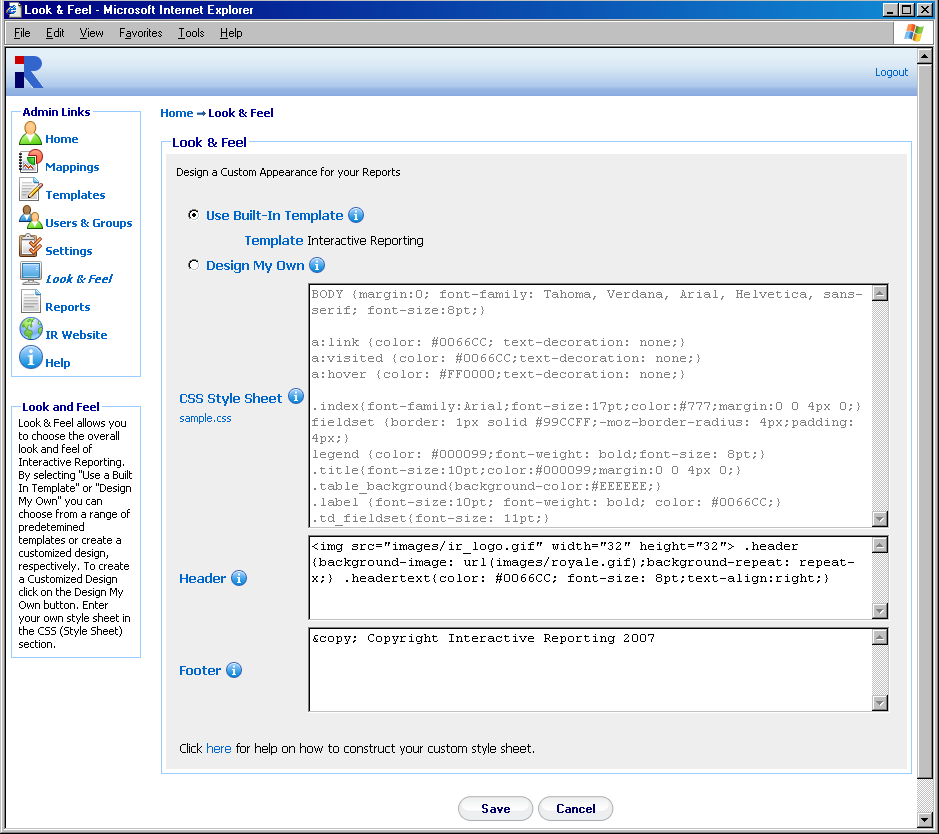 Look & Feel - Microsoft Internet Explorer
File Edit View Favorites Tools Help
R
Logout
Admin Links
Home
Mappings
Templates
Users & Groups
Settings
Look & Feel
Reports
IR Website
Help
Look and Feel
Look & Feel allows you
to choose the overall
look and feel of
Interactive Reporting.
By selecting "Use a Built
In Template" or "Design
My Own" you can
choose from a range of
predetemined
templates or create a
customized design,
respectively. To create
a Customized Design
click on the Design My
Own button. Enter
your own style sheet in
the CSS (Style Sheet)
section.
Home → Look & Feel
Look & Feel
Design a Custom Appearance for your Reports
Use Built-In Template
Template Interactive Reporting
Design My Own
CSS Style Sheet
sample.css
BODY {margin:0; font-family: Tahoma, Verdana, Arial, Helvetica, sans-
serif; font-size:8pt;}
a:link {color: #0066CC; text-decoration: none;}
a:visited {color: #0066CC;text-decoration: none;}
a:hover {color: #FF0000;text-decoration: none;}
.index{font-family:Arial;font-size:17pt;color:#777;margin:0 0 4px 0;}
fieldset {border: 1px solid #99CCFF;-moz-border-radius: 4px;padding:
4px;}
legend {color: #000099;font-weight: bold;font-size: 8pt;}
.title{font-size:10pt;color:#000099;margin:0 0 4px 0;}
.table_background{background-color:#EEEEEE;}
.label {font-size:10pt; font-weight: bold; color: #0066CC;}
.td_fieldset{font-size: 11pt;}
Header
<img src="images/ir_logo.gif" width="32" height="32"> .header
{background-image: url(images/royale.gif);background-repeat: repeat-
x;} .headertext{color: #0066CC; font-size: 8pt;text-align:right;}
Footer
&copy; Copyright Interactive Reporting 2007
Click here for help on how to construct your custom style sheet.
Save Cancel